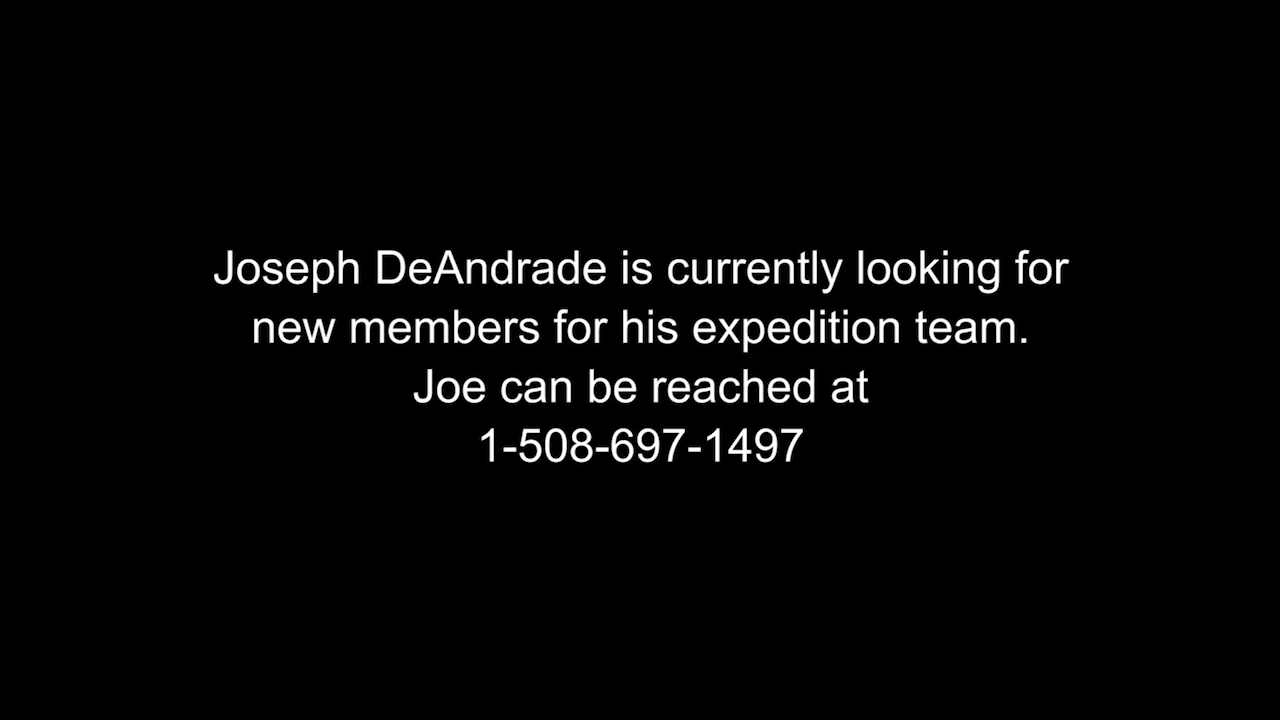 Joseph DeAndrade is currently looking for
new members for his expedition team.
Joe can be reached at
1-508-697-1497